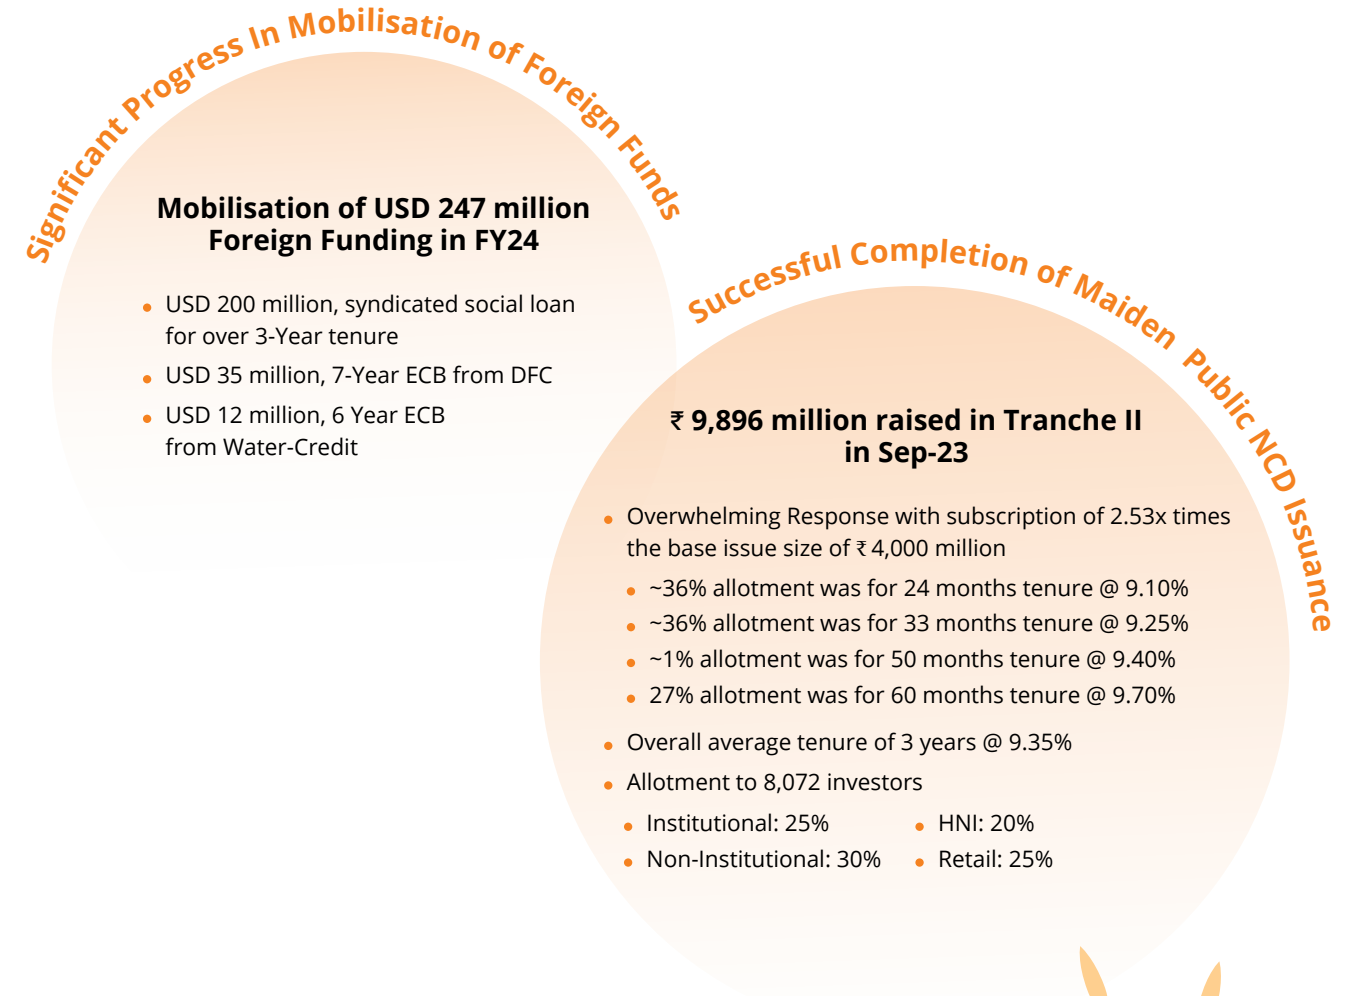 Significant Progress In Mobilisation of Foreign Funds
Mobilisation of USD 247 million
Foreign Funding in FY24
USD 200 million, syndicated social loan
for over 3-Year tenure
USD 35 million, 7-Year ECB from DFC
USD 12 million, 6 Year ECB
from Water-Credit
Successful Completion of Maiden Public NCD Issuance
₹ 9,896 million raised in Tranche II
in Sep-23
Overwhelming Response with subscription of 2.53x times
the base issue size of ₹ 4,000 million
~36% allotment was for 24 months tenure @ 9.10%
~36% allotment was for 33 months tenure @ 9.25%
~1% allotment was for 50 months tenure @ 9.40%
27% allotment was for 60 months tenure @ 9.70%
Overall average tenure of 3 years @ 9.35%
Allotment to 8,072 investors
Institutional: 25%
HNI: 20%
Non-Institutional: 30%
Retail: 25%